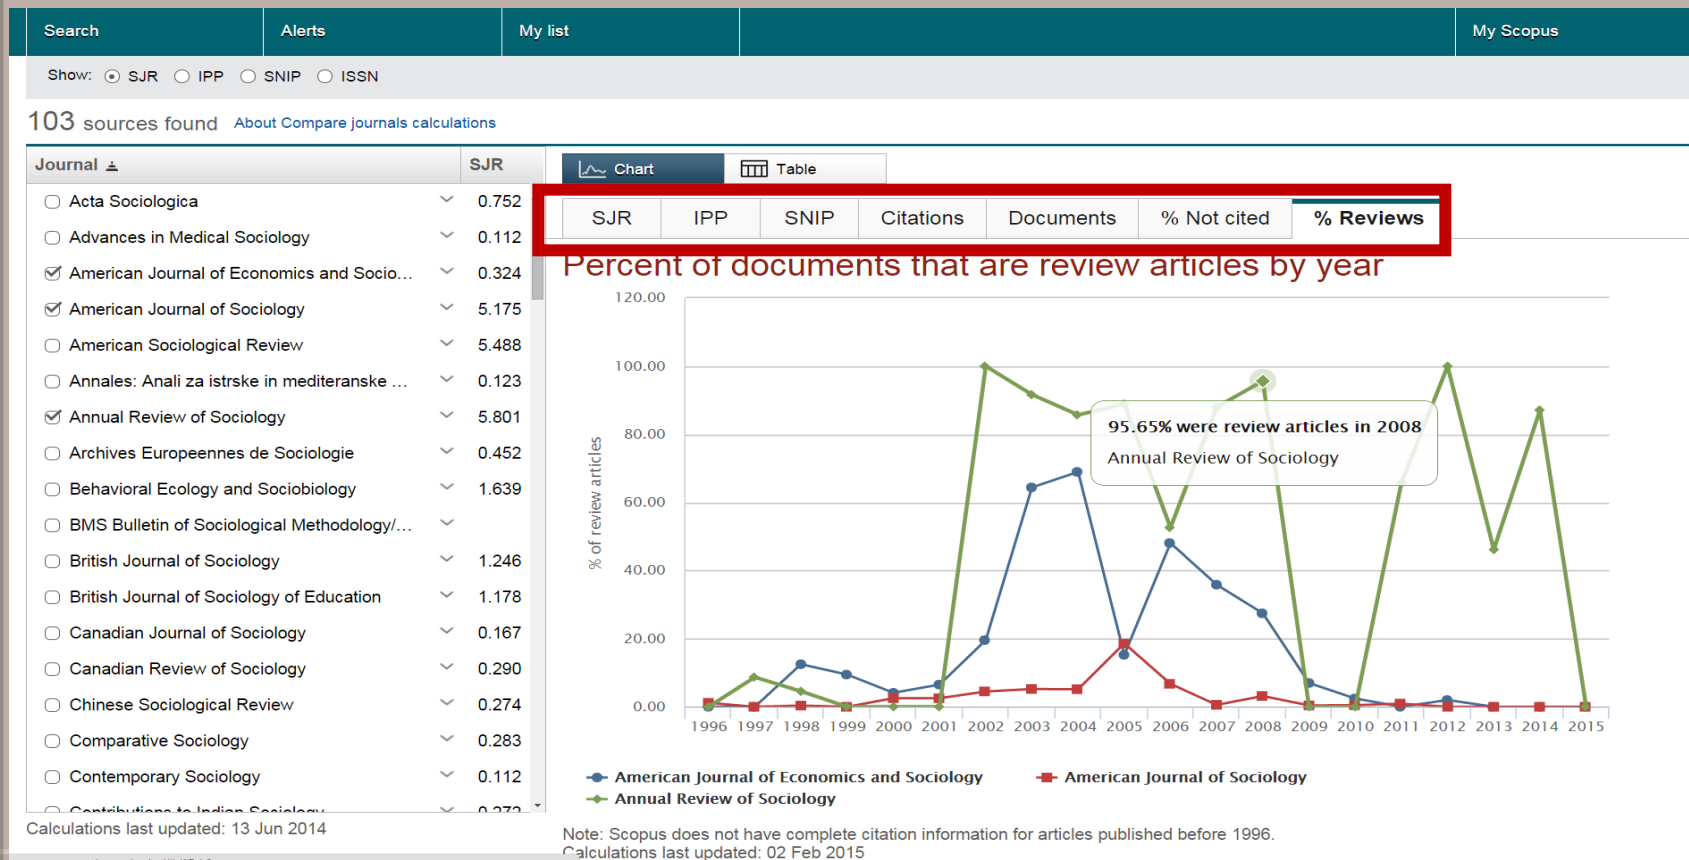 Search Alerts My list My Scopus
Show: SJR IPP SNIP ISSN
103 sources found About Compare journals calculations
Journal SJR
Acta Sociologica 0.752
Advances in Medical Sociology 0.112
American Journal of Economics and Socio... 0.324
American Journal of Sociology 5.175
American Sociological Review 5.488
Annales: Anali za istrske in mediteranske ... 0.123
Annual Review of Sociology 5.801
Archives Europeennes de Sociologie 0.452
Behavioral Ecology and Sociobiology 1.639
BMS Bulletin of Sociological Methodology/...
British Journal of Sociology 1.246
British Journal of Sociology of Education 1.178
Canadian Journal of Sociology 0.167
Canadian Review of Sociology 0.290
Chinese Sociological Review 0.274
Comparative Sociology 0.283
Contemporary Sociology 0.112
Contributions to Indian Sociology 0.272
Calculations last updated: 13 Jun 2014
Chart Table
SJR IPP SNIP Citations Documents % Not cited % Reviews
Percent of documents that are review articles by year
120.00
100.00
80.00
60.00
40.00
20.00
0.00
% of review articles
95.65% were review articles in 2008
Annual Review of Sociology
1996 1997 1998 1999 2000 2001 2002 2003 2004 2005 2006 2007 2008 2009 2010 2011 2012 2013 2014 2015
American Journal of Economics and Sociology American Journal of Sociology
Annual Review of Sociology
Note: Scopus does not have complete citation information for articles published before 1996.
Calculations last updated: 02 Feb 2015